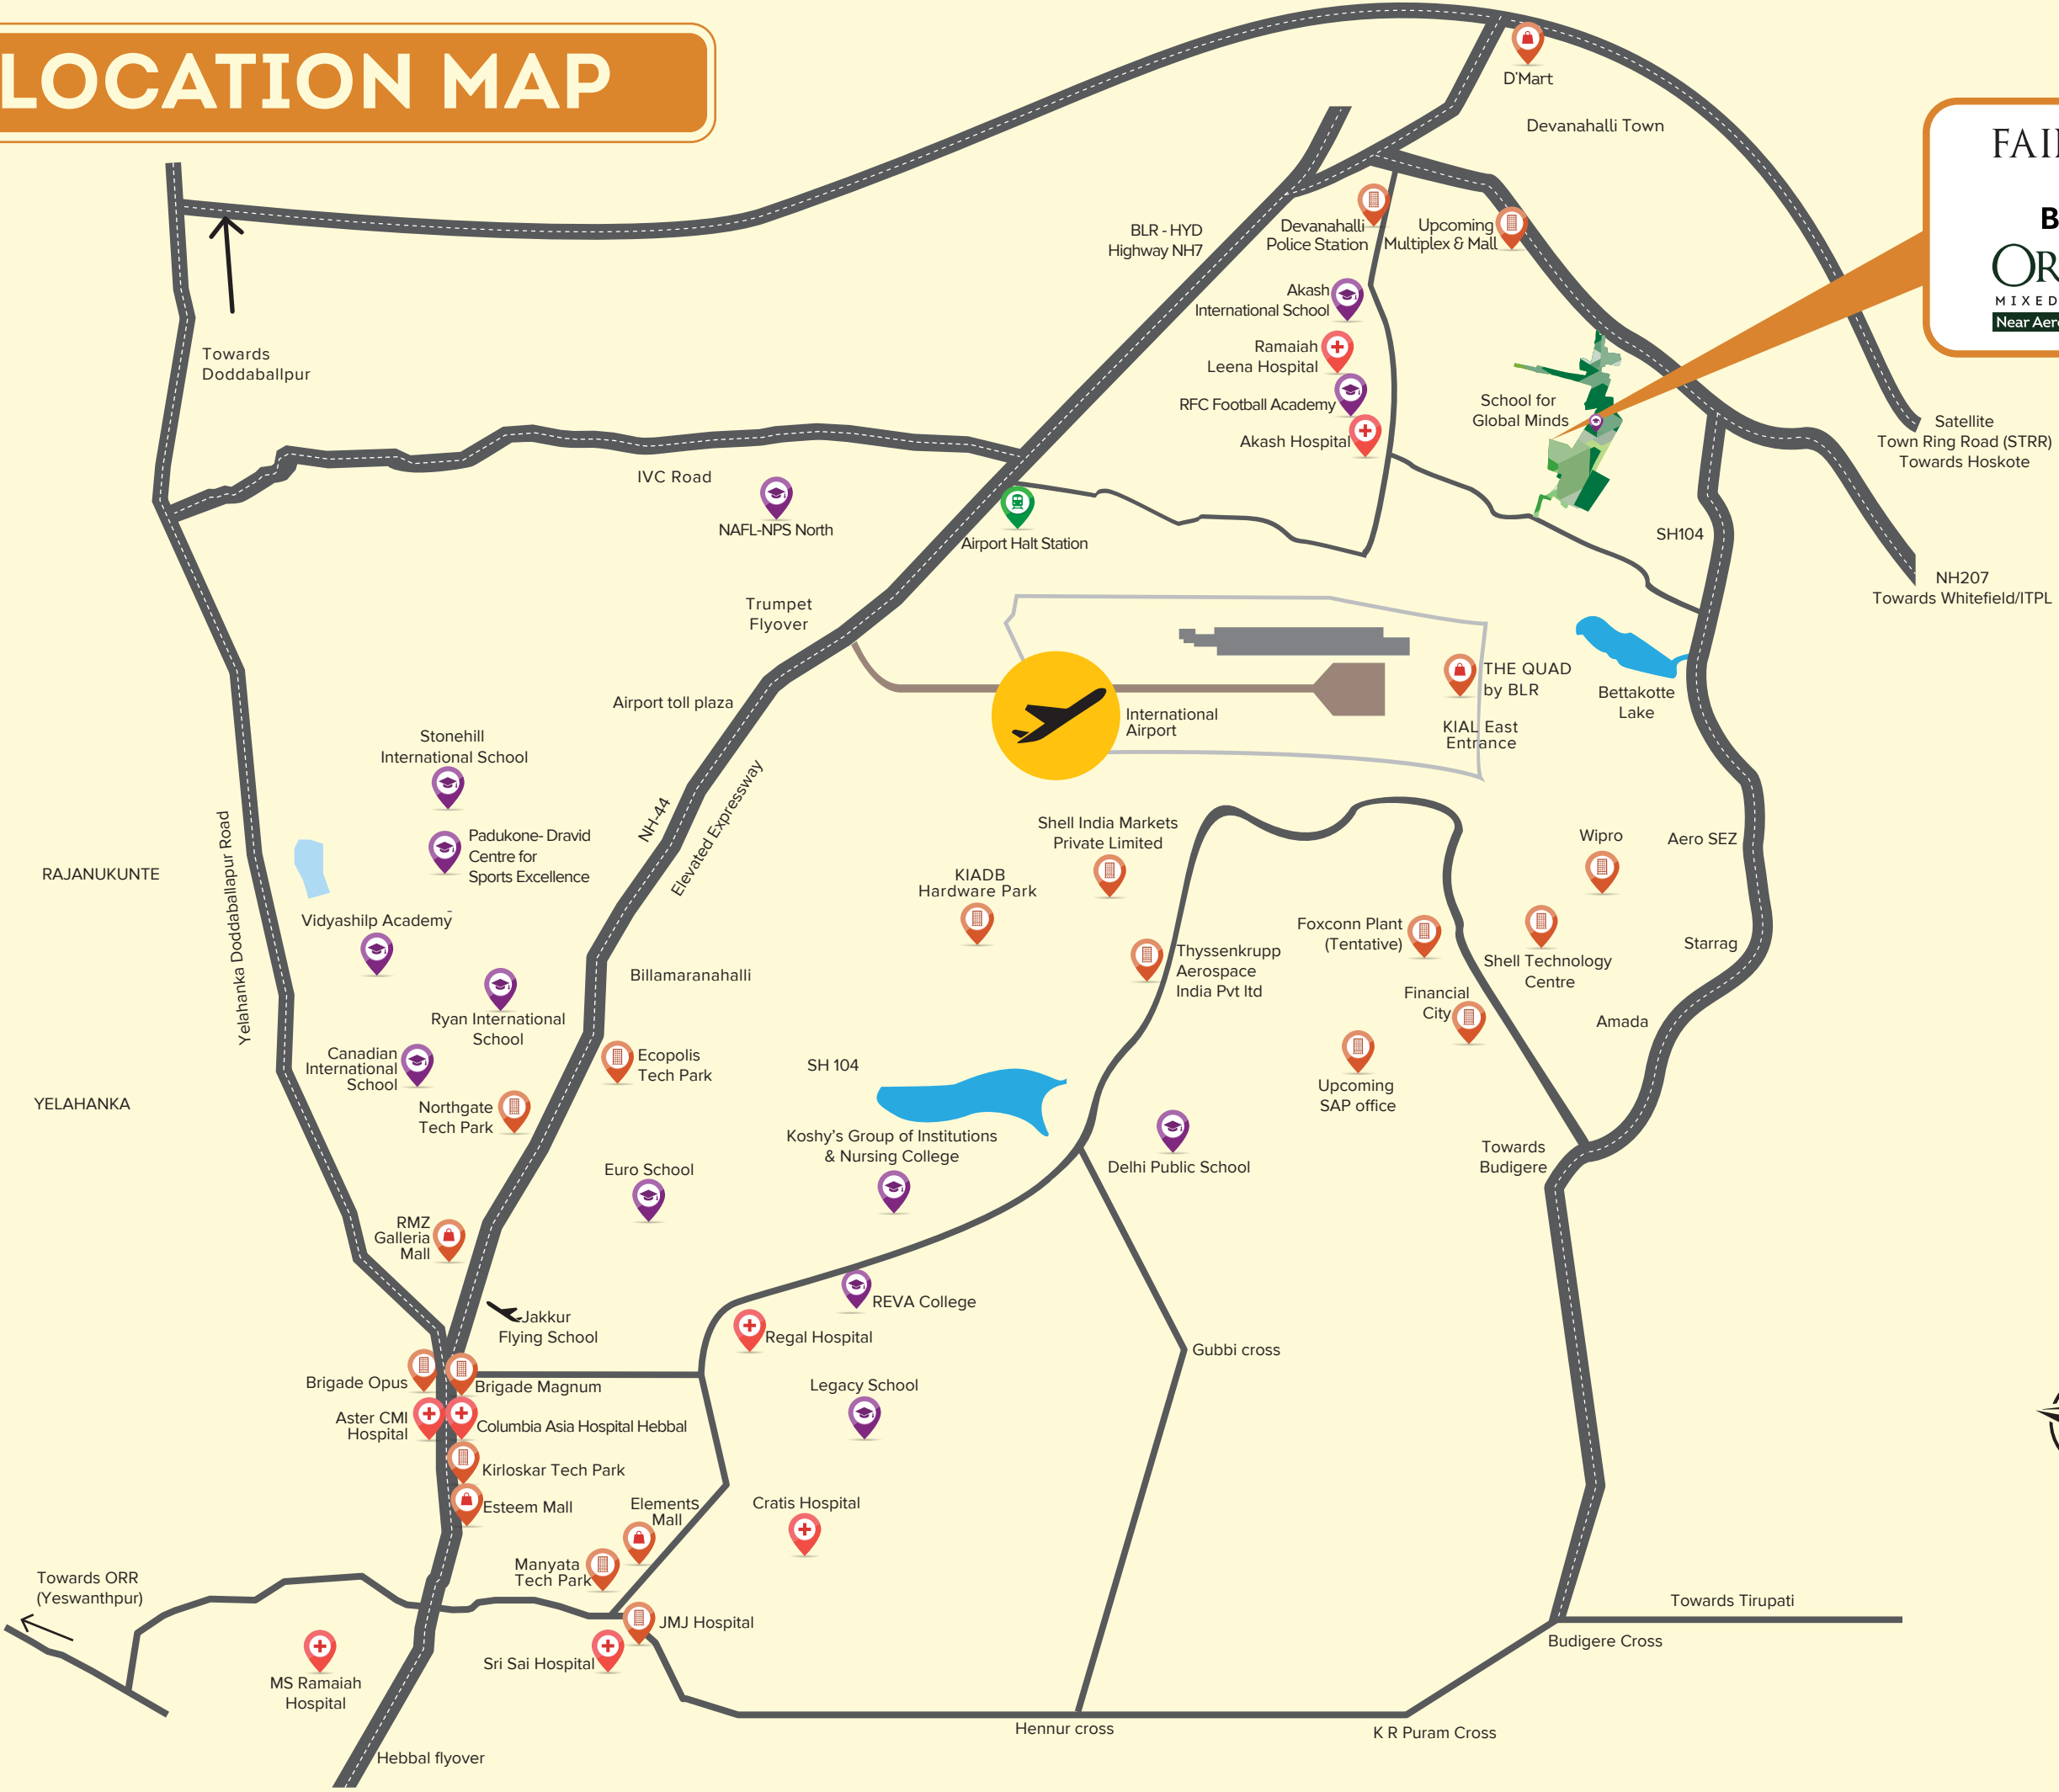 LOCATION MAP
D'Mart
Devanahalli Town
FAI
B
OR
MIXED
Near Aer
BLR - HYD
Highway NH7
Devanahalli
Police Station
Upcoming
Multiplex & Mall
Akash
International School
Ramaiah
Leena Hospital
RFC Football Academy
Akash Hospital
School for
Global Minds
Satellite
Town Ring Road (STRR)
Towards Hoskote
Towards
Doddaballpur
IVC Road
NAFL-NPS North
Airport Halt Station
SH104
NH207
Towards Whitefield/ITPL
Trumpet
Flyover
Airport toll plaza
International
Airport
THE QUAD
by BLR
KIAL East
Entrance
Bettakotte
Lake
Stonehill
International School
Padukone- Dravid
Centre for
Sports Excellence
NH-44
Elevated Expressway
Yelahanka Doddaballapur Road
RAJANUKUNTE
Vidyashilp Academy
Shell India Markets
Private Limited
KIADB
Hardware Park
Wipro
Aero SEZ
Foxconn Plant
(Tentative)
Thyssenkrupp
Aerospace
India Pvt ltd
Shell Technology
Centre
Starrag
Billamaranahalli
Ryan International
School
Financial
City
Amada
Canadian
International
School
Ecopolis
Tech Park
SH 104
Upcoming
SAP office
YELAHANKA
Northgate
Tech Park
Koshy's Group of Institutions
& Nursing College
Delhi Public School
Towards
Budigere
Euro School
RMZ
Galleria
Mall
REVA College
Jakkur
Flying School
Regal Hospital
Gubbi cross
Brigade Opus
Brigade Magnum
Legacy School
Aster CMI
Hospital
Columbia Asia Hospital Hebbal
Kirloskar Tech Park
Esteem Mall
Elements
Mall
Cratis Hospital
Manyata
Tech Park
Towards ORR
(Yeswanthpur)
JMJ Hospital
Towards Tirupati
Budigere Cross
Sri Sai Hospital
MS Ramaiah
Hospital
Hennur cross
K R Puram Cross
Hebbal flyover